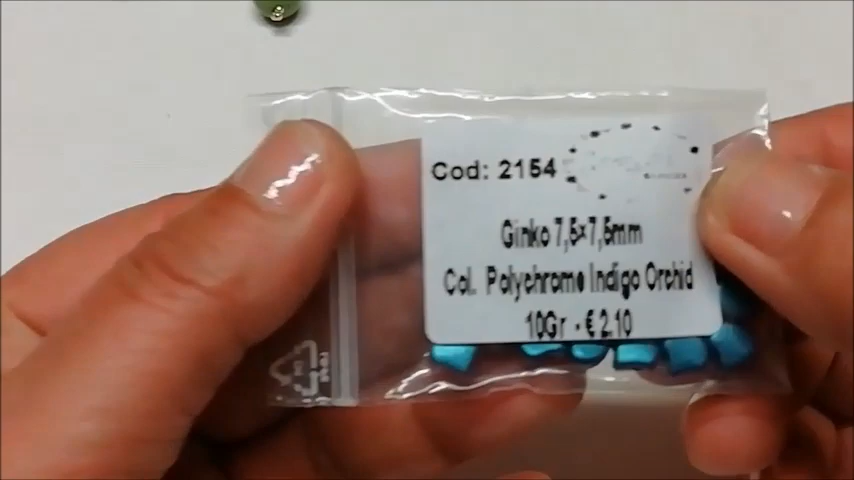 Cod: 2154
Ginko 7,5x7,5mm
Col. Polychrome Indigo Orchid
10Gr - € 2.10